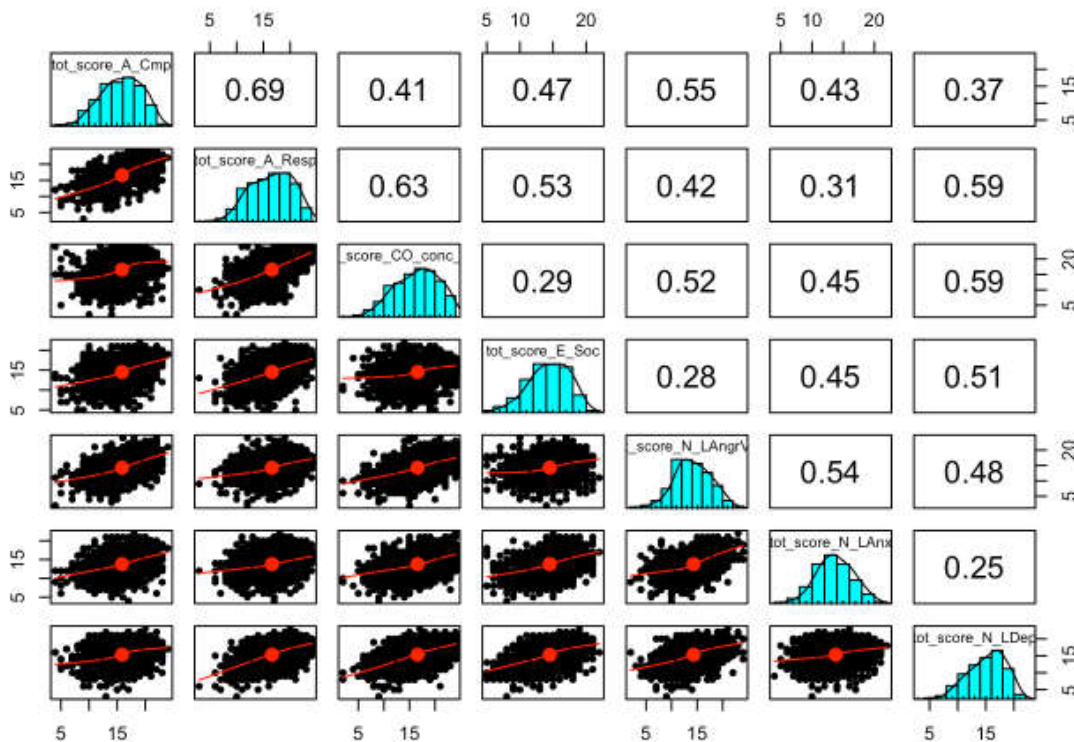 5 15
5 10 20
5 10 20
tot_score_A_Cmp
0.69
0.41
0.47
0.55
0.43
0.37
5 15
15
5
tot_score_A_Resp
0.63
0.53
0.42
0.31
0.59
_score_CO_conc_
0.29
0.52
0.45
0.59
5 10 20
15
5
tot_score_E_Soc
0.28
0.45
0.51
_score_N_LAngrV
0.54
0.48
5 10 20
15
5
tot_score_N_LAnx
0.25
tot_score_N_LDep
5 15
5 15
5 15
5 10 20
5 15